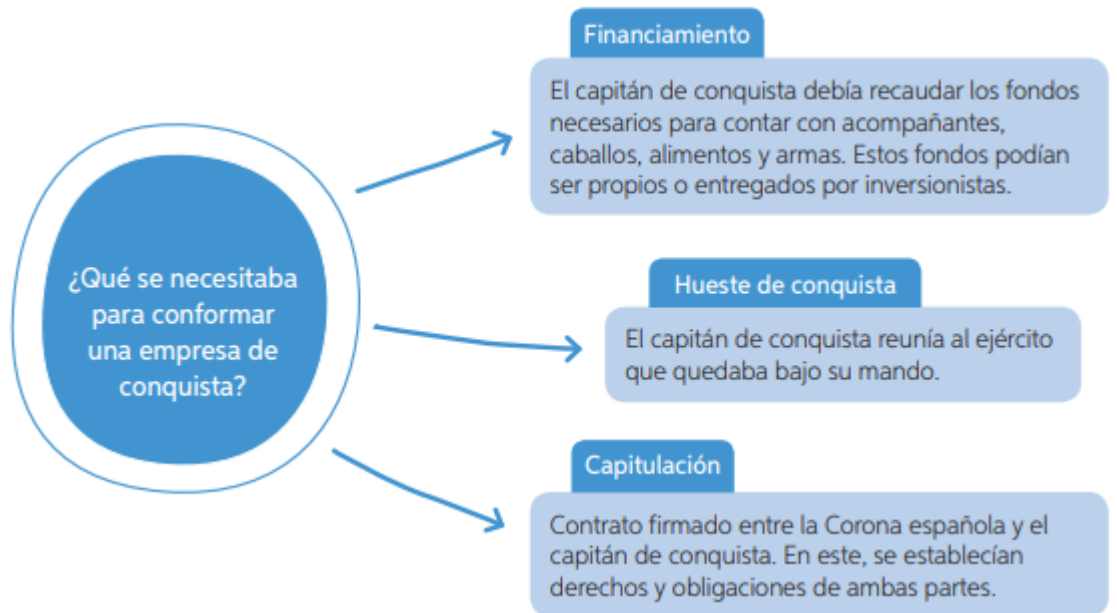 ¿Qué se necesitaba
para conformar
una empresa de
conquista?
Financiamiento
El capitán de conquista debía recaudar los fondos
necesarios para contar con acompañantes,
caballos, alimentos y armas. Estos fondos podían
ser propios o entregados por inversionistas.
Hueste de conquista
El capitán de conquista reunía al ejército
que quedaba bajo su mando.
Capitulación
Contrato firmado entre la Corona española y el
capitán de conquista. En este, se establecían
derechos y obligaciones de ambas partes.